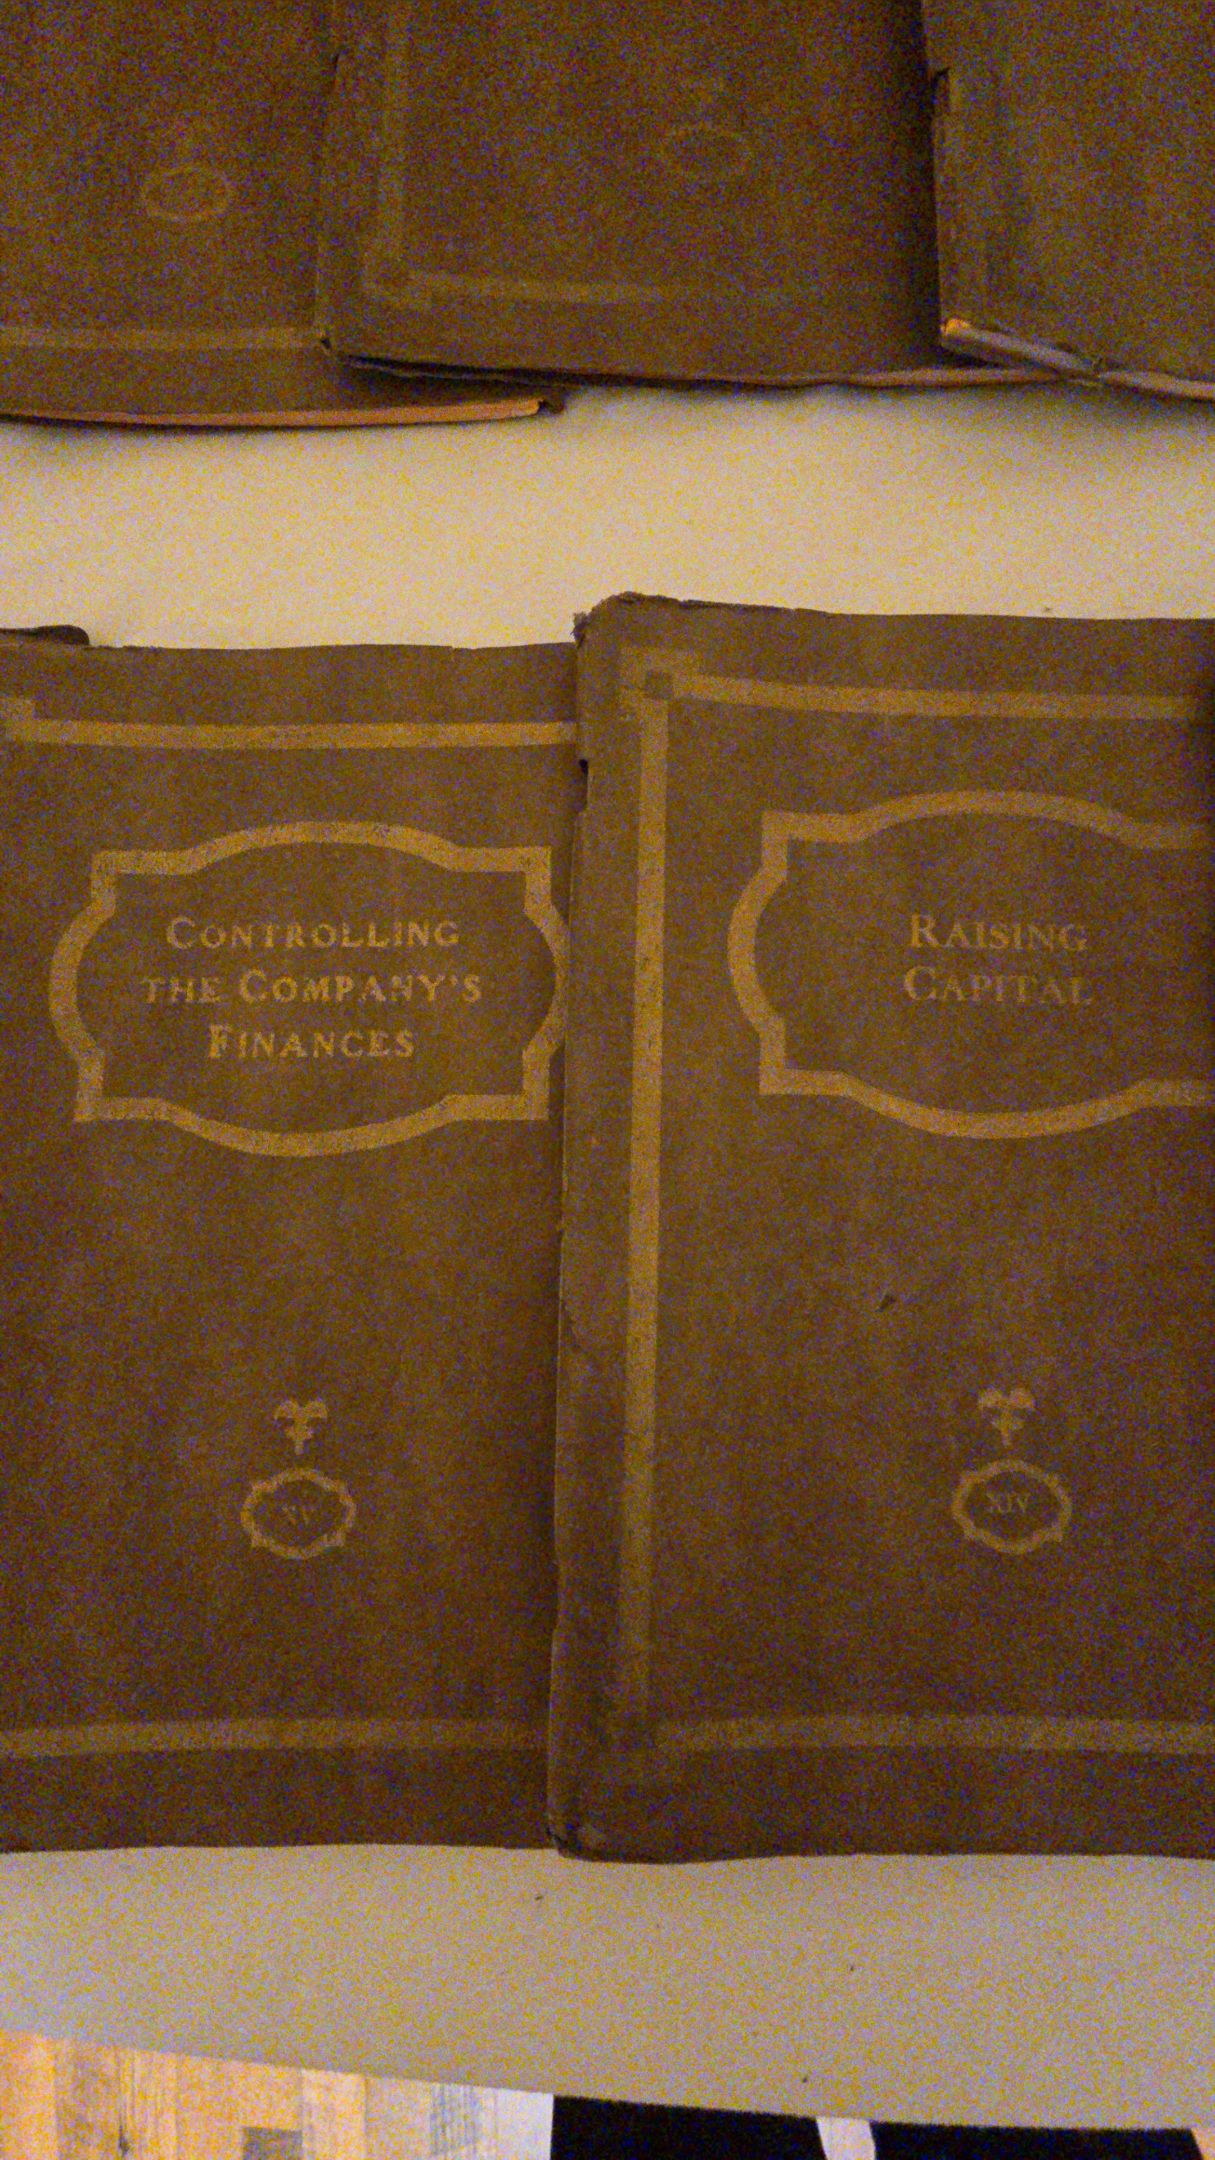 CONTROLLING
THE COMPANY'S
FINANCES
XV
RAISING
CAPITAL
XIV